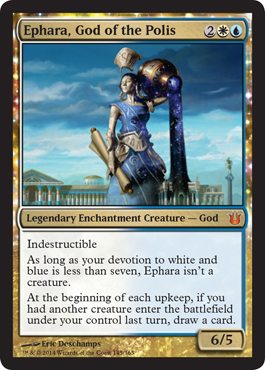 Ephara, God of the Polis 2
Legendary Enchantment Creature — God
Indestructible
As long as your devotion to white and
blue is less than seven, Ephara isn't a
creature.
At the beginning of each upkeep, if you
had another creature enter the battlefield
under your control last turn, draw a card.
6/5
Eric Deschamps
™ & © 2014 Wizards of the Coast 145/165